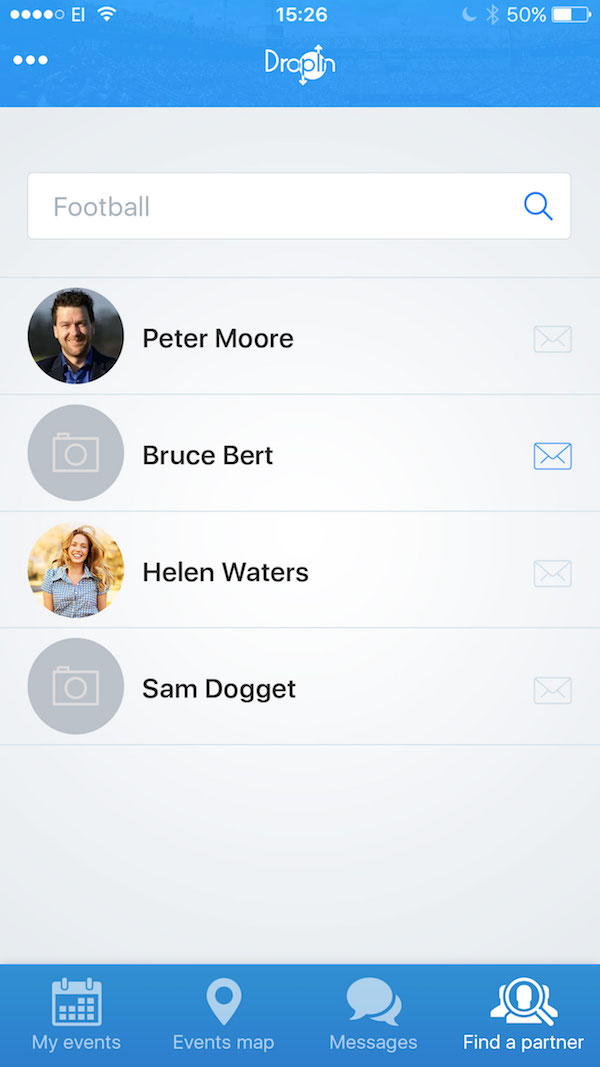 EI 15:26 50%
DropIn
Football
Peter Moore
Bruce Bert
Helen Waters
Sam Dogget
My events Events map Messages Find a partner